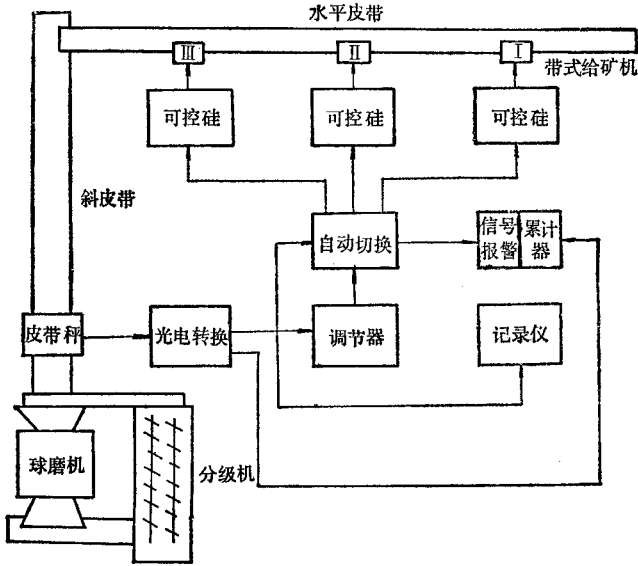 水平皮带
Ⅲ
Ⅱ
Ⅰ
带式给矿机
可控硅
可控硅
可控硅
斜皮带
自动切换
信号
报警
累计
器
皮带秤
光电转换
调节器
记录仪
球磨机
分级机